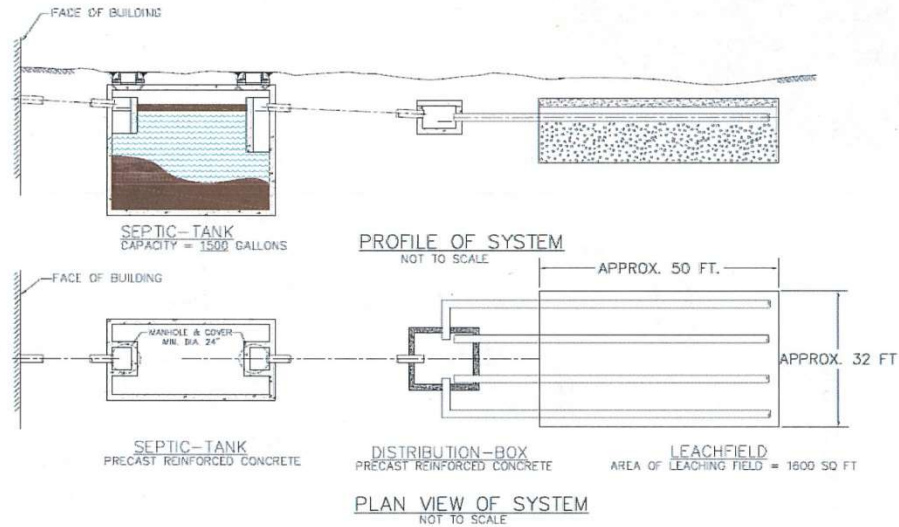 FACE OF BUILDING
SEPTIC-TANK
CAPACITY = 1500 GALLONS
PROFILE OF SYSTEM
NOT TO SCALE
FACE OF BUILDING
MANHOLE & COVER
MIN. DIA. 24"
APPROX. 50 FT.
APPROX. 32 FT
SEPTIC-TANK
PRECAST REINFORCED CONCRETE
DISTRIBUTION-BOX
PRECAST REINFORCED CONCRETE
LEACHFIELD
AREA OF LEACHING FIELD = 1600 SQ FT
PLAN VIEW OF SYSTEM
NOT TO SCALE